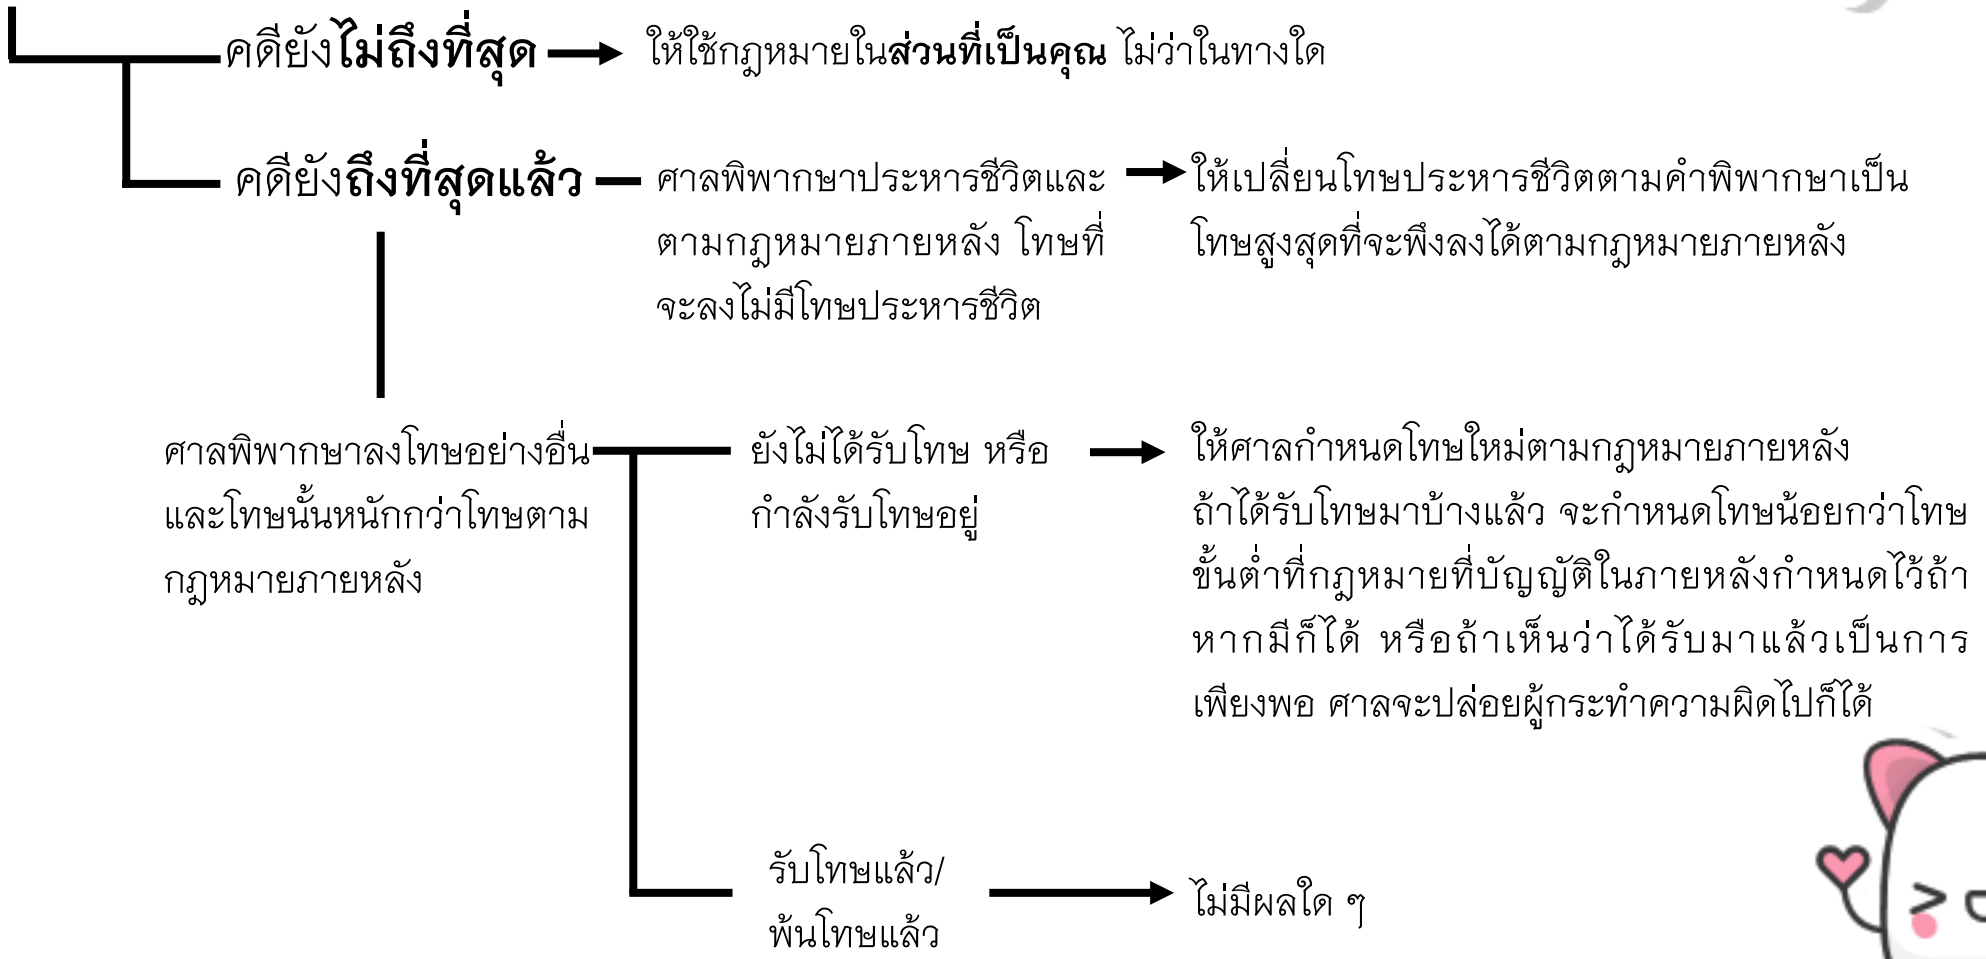 คดียังไม่ถึงที่สุด ให้ใช้กฎหมายในส่วนที่เป็นคุณ ไม่ว่าในทางใด
คดียังถึงที่สุดแล้ว
ศาลพิพากษาประหารชีวิตและ
ตามกฎหมายภายหลัง โทษที่
จะลงไม่มีโทษประหารชีวิต
ให้เปลี่ยนโทษประหารชีวิตตามคำพิพากษาเป็น
โทษสูงสุดที่จะพึงลงได้ตามกฎหมายภายหลัง
ศาลพิพากษาลงโทษอย่างอื่น
และโทษนั้นหนักกว่าโทษตาม
กฎหมายภายหลัง
ยังไม่ได้รับโทษ หรือ
กำลังรับโทษอยู่
ให้ศาลกำหนดโทษใหม่ตามกฎหมายภายหลัง
ถ้าได้รับโทษมาบ้างแล้ว จะกำหนดโทษน้อยกว่าโทษ
ขั้นต่ำที่กฎหมายที่บัญญัติในภายหลังกำหนดไว้ถ้า
หากมีก็ได้ หรือถ้าเห็นว่าได้รับมาแล้วเป็นการ
เพียงพอ ศาลจะปล่อยผู้กระทำความผิดไปก็ได้
รับโทษแล้ว/
พ้นโทษแล้ว
ไม่มีผลใด ๆ